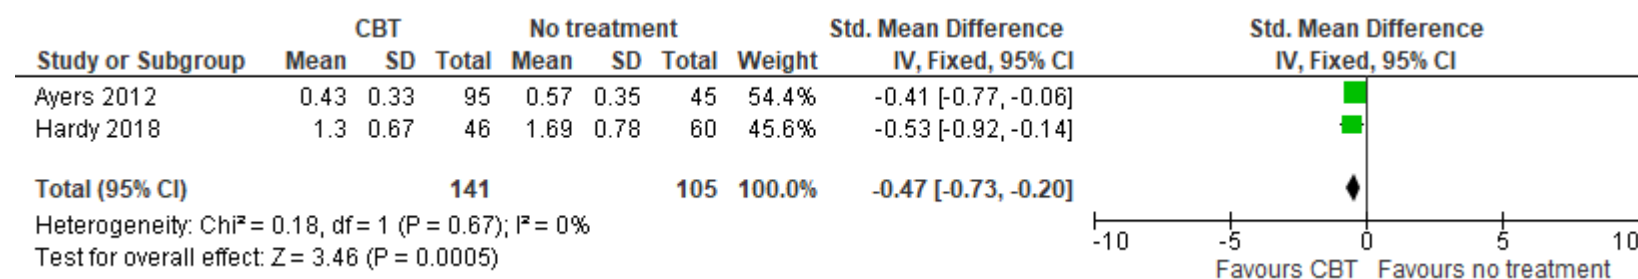 CBT No treatment Std. Mean Difference Std. Mean Difference
Study or Subgroup Mean SD Total Mean SD Total Weight IV, Fixed, 95% CI IV, Fixed, 95% CI
Ayers 2012 0.43 0.33 95 0.57 0.35 45 54.4% -0.41 [-0.77, -0.06]
Hardy 2018 1.3 0.67 46 1.69 0.78 60 45.6% -0.53 [-0.92, -0.14]
Total (95% CI) 141 105 100.0% -0.47 [-0.73, -0.20]
Heterogeneity: Chi² = 0.18, df = 1 (P = 0.67); I² = 0%
Test for overall effect: Z = 3.46 (P = 0.0005)
-10 -5 0 5 10
Favours CBT Favours no treatment